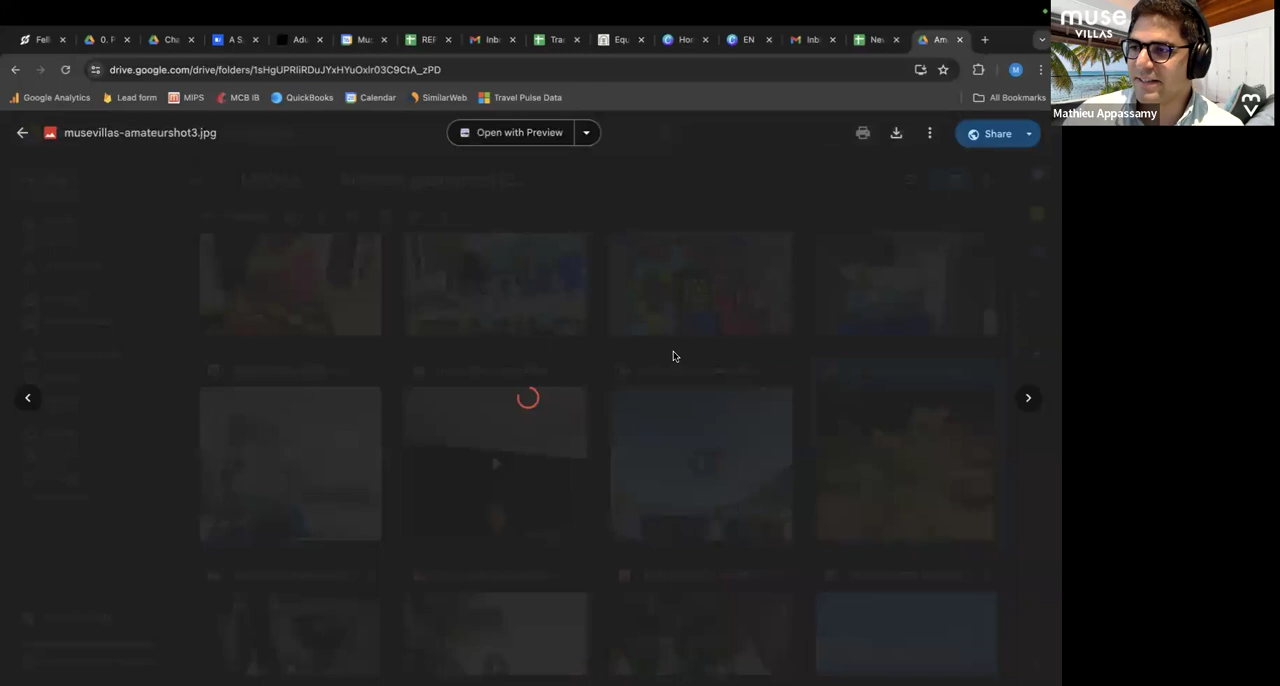 muse
VILLAS
Fell
0. F
Cha
A S
Adu
Mu
REF
Inb
Tra
Equ
Hor
EN
Inb
Nev
Am
drive.google.com/drive/folders/1sHgUPRliRDuJYxHYuOxlr03C9CtA_zPD
M
Google Analytics
Lead form
MIPS
MCB IB
QuickBooks
Calendar
SimilarWeb
Travel Pulse Data
All Bookmarks
Mathieu Appassamy
musevillas-amateurshot3.jpg
Open with Preview
Share